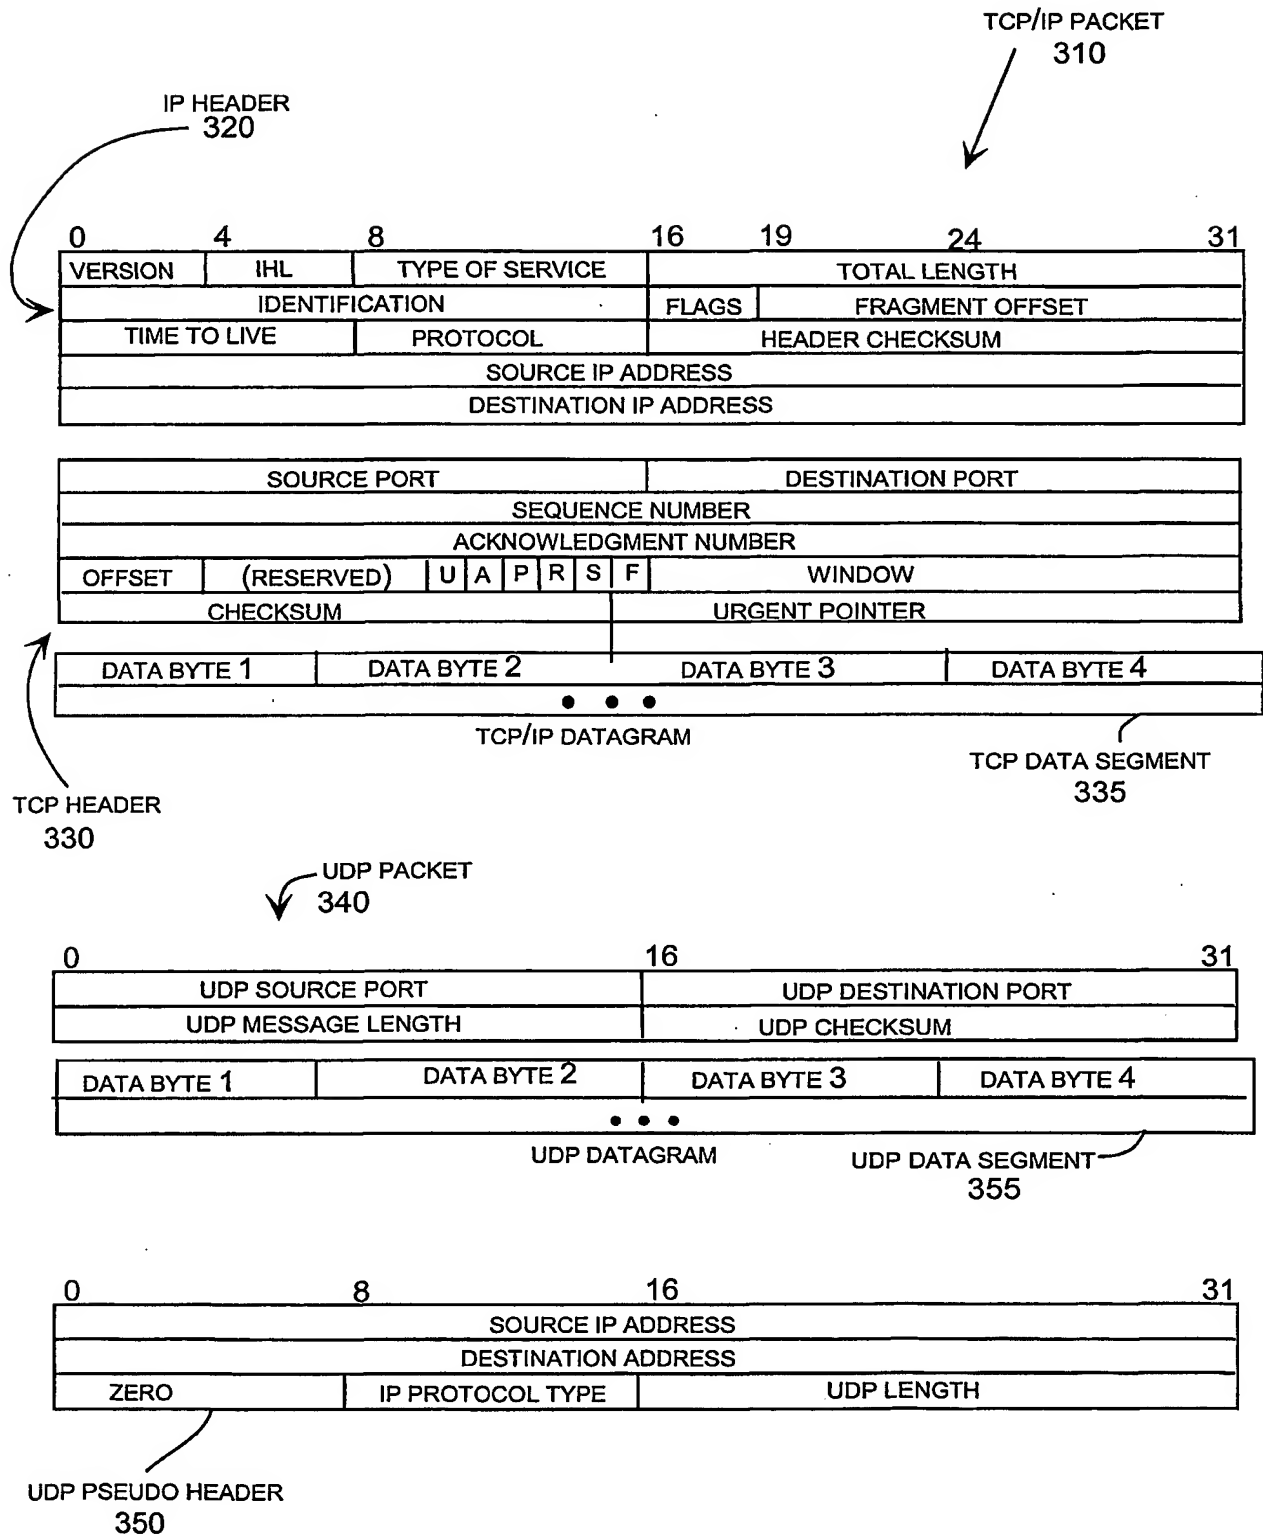 TCP/IP PACKET
310
IP HEADER
320
0 4 8 16 19 24 31
VERSION IHL TYPE OF SERVICE TOTAL LENGTH
IDENTIFICATION FLAGS FRAGMENT OFFSET
TIME TO LIVE PROTOCOL HEADER CHECKSUM
SOURCE IP ADDRESS
DESTINATION IP ADDRESS
SOURCE PORT DESTINATION PORT
SEQUENCE NUMBER
ACKNOWLEDGMENT NUMBER
OFFSET (RESERVED) U A P R S F WINDOW
CHECKSUM URGENT POINTER
DATA BYTE 1 DATA BYTE 2 DATA BYTE 3 DATA BYTE 4
• • •
TCP/IP DATAGRAM
TCP DATA SEGMENT
335
TCP HEADER
330
UDP PACKET
340
0 16 31
UDP SOURCE PORT UDP DESTINATION PORT
UDP MESSAGE LENGTH UDP CHECKSUM
DATA BYTE 1 DATA BYTE 2 DATA BYTE 3 DATA BYTE 4
• • •
UDP DATAGRAM
UDP DATA SEGMENT
355
0 8 16 31
SOURCE IP ADDRESS
DESTINATION ADDRESS
ZERO IP PROTOCOL TYPE UDP LENGTH
UDP PSEUDO HEADER
350